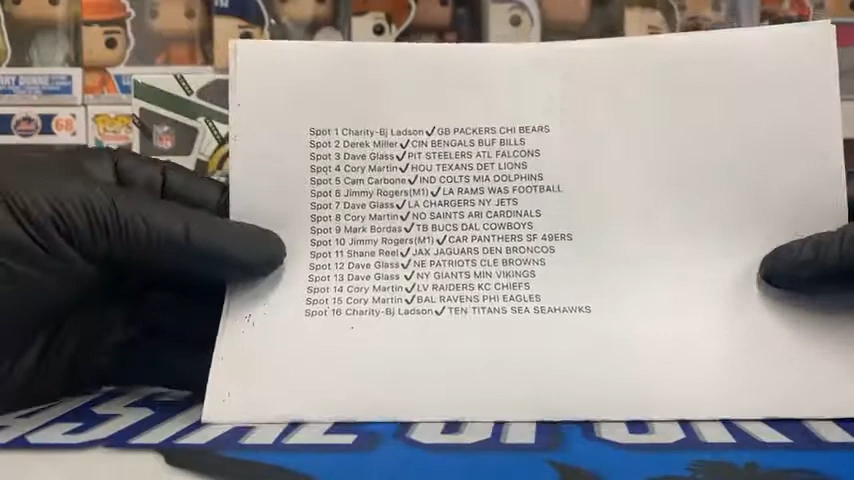 RRY DUNNE
68
POP!
NFL
Spot 1 Charity-Bj Ladson✓GB PACKERS CHI BEARS
Spot 2 Derek Miller✓CIN BENGALS BUF BILLS
Spot 3 Dave Glass✓PIT STEELERS ATL FALCONS
Spot 4 Cory Martin✓HOU TEXANS DET LIONS
Spot 5 Cam Carbone✓IND COLTS MIA DOLPHINS
Spot 6 Jimmy Rogers(M1)✓LA RAMS WAS FOOTBALL
Spot 7 Dave Glass✓LA CHARGERS NY JETS
Spot 8 Cory Martin✓NO SAINTS ARI CARDINALS
Spot 9 Mark Bordas✓TB BUCS DAL COWBOYS
Spot 10 Jimmy Rogers(M1)✓CAR PANTHERS SF 49ERS
Spot 11 Shane Reel✓JAX JAGUARS DEN BRONCOS
Spot 12 Dave Glass✓NE PATRIOTS CLE BROWNS
Spot 13 Dave Glass✓NY GIANTS MIN VIKINGS
Spot 14 Cory Martin✓LV RAIDERS KC CHIEFS
Spot 15 Cory Martin✓BAL RAVENS PHI EAGLES
Spot 16 Charity-Bj Ladson✓TEN TITANS SEA SEAHAWKS